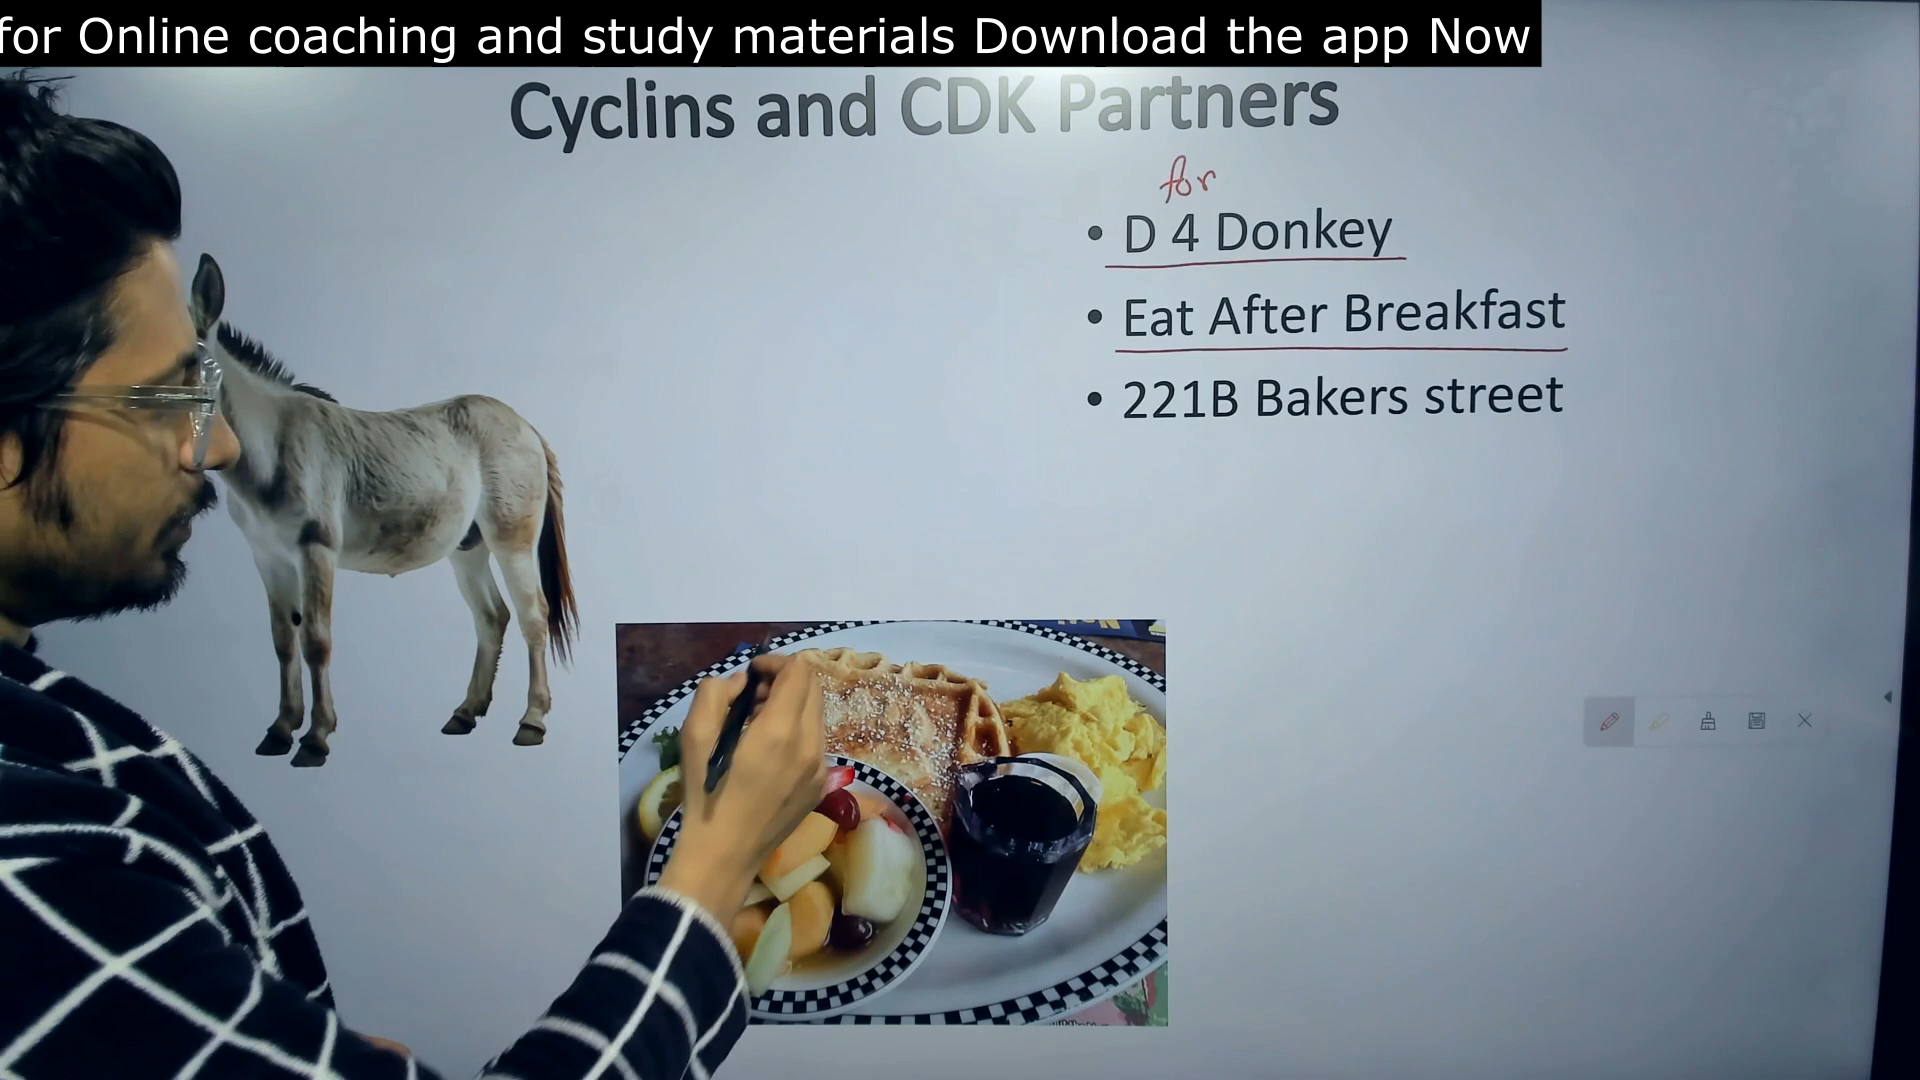 for Online coaching and study materials Download the app Now
Cyclins and CDK Partners
for
• D 4 Donkey
• Eat After Breakfast
• 221B Bakers street